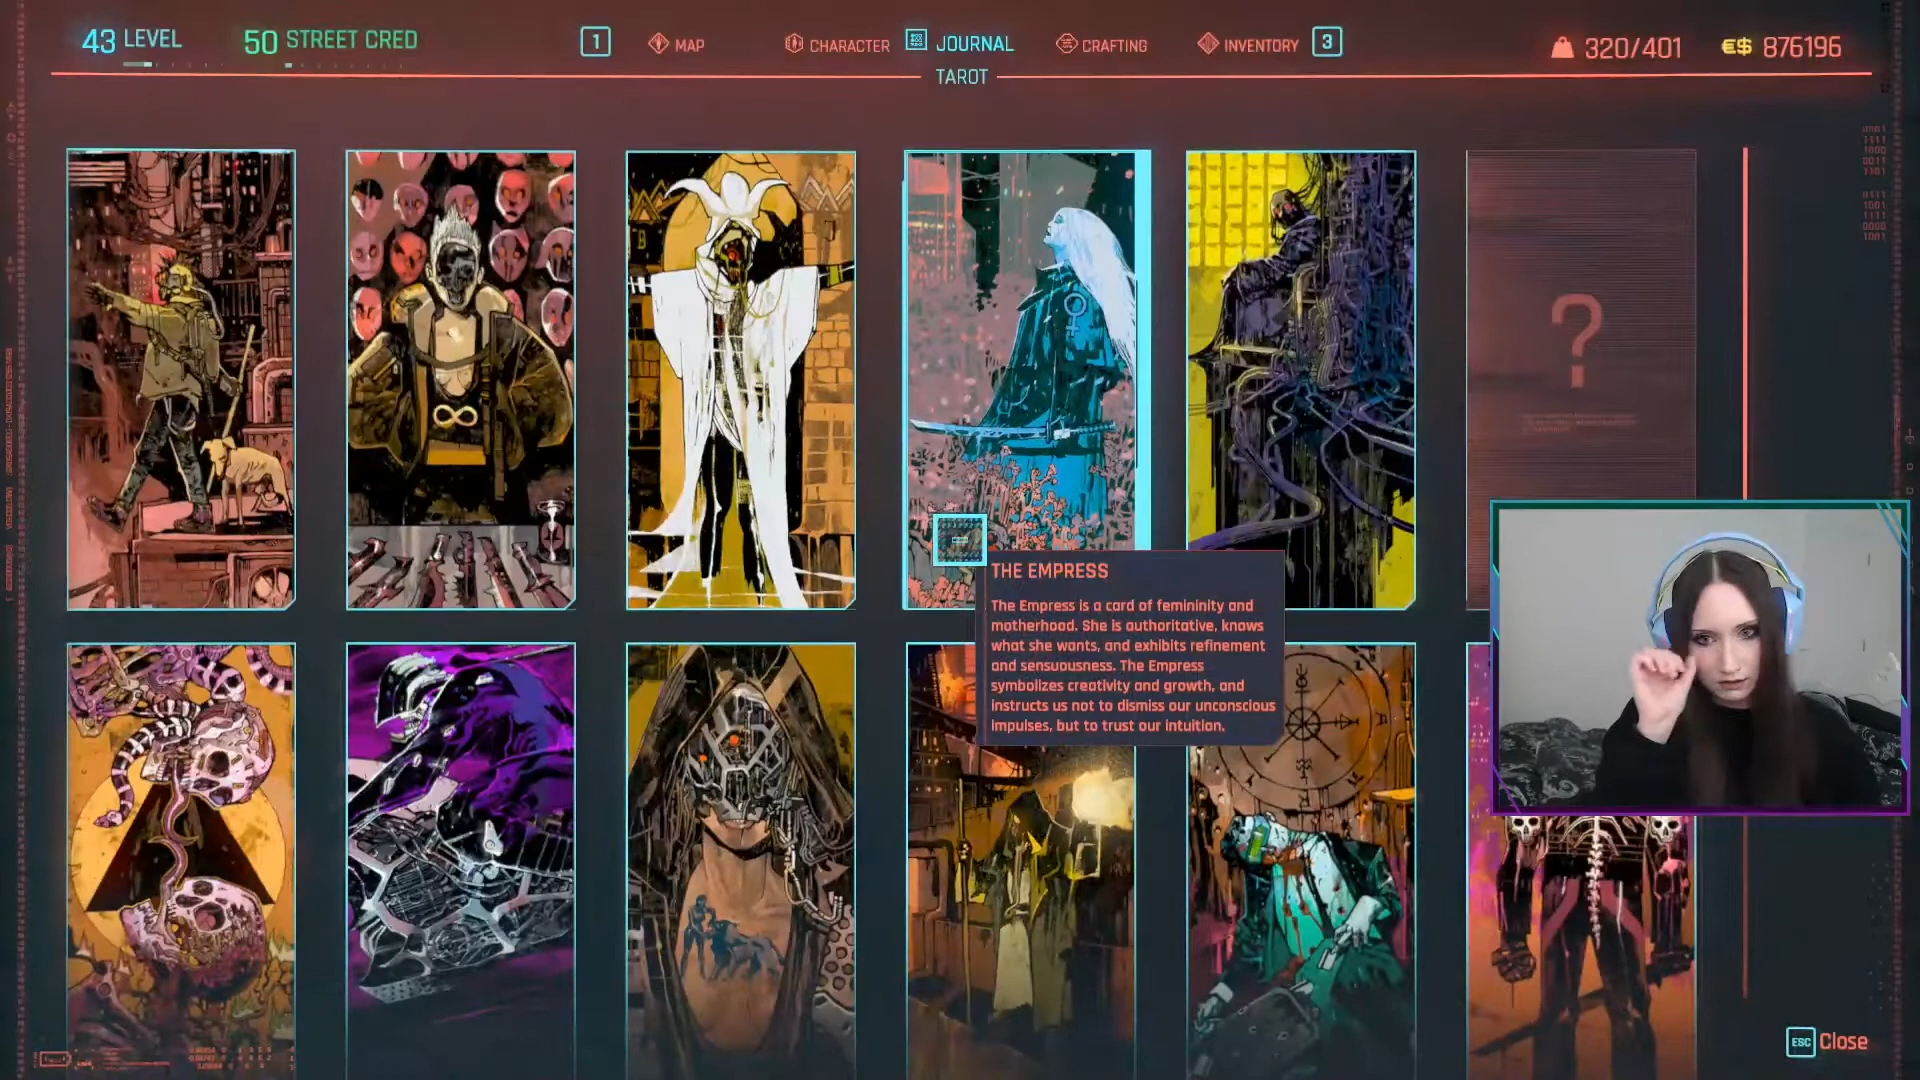 43 LEVEL
50 STREET CRED
1
MAP
CHARACTER
JOURNAL
CRAFTING
INVENTORY
3
320/401
€$ 876196
TAROT
?
THE EMPRESS
The Empress is a card of femininity and
motherhood. She is authoritative, knows
what she wants, and exhibits refinement
and sensuousness. The Empress
symbolizes creativity and growth, and
instructs us not to dismiss our unconscious
impulses, but to trust our intuition.
ESC Close